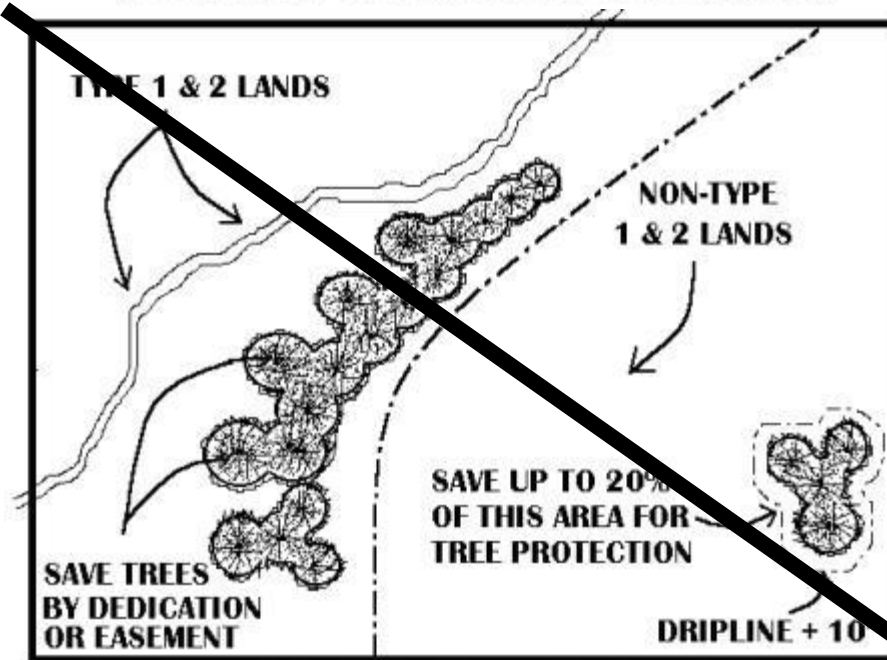 TYPE 1 & 2 LANDS
NON-TYPE
1 & 2 LANDS
SAVE UP TO 20%
OF THIS AREA FOR
TREE PROTECTION
SAVE TREES
BY DEDICATION
OR EASEMENT
DRIPLINE + 10